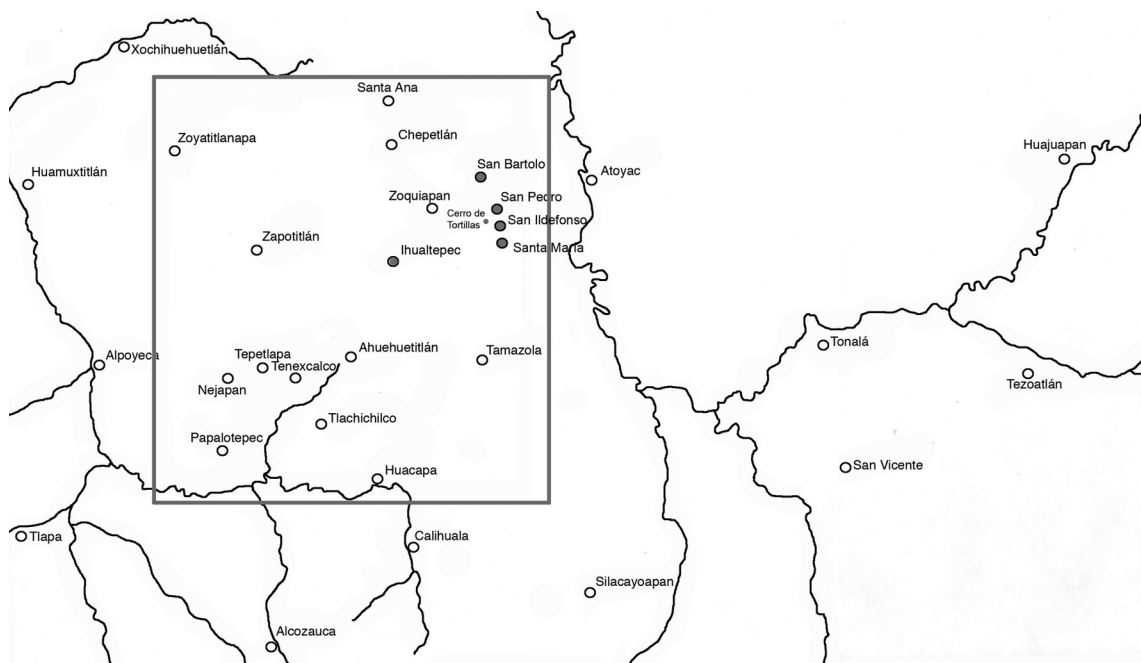 Xochihuehuetlán
Santa Ana
Zoyatitlanapa
Chepetlán
Huajuapan
San Bartolo
Atoyac
Huamuxtitlán
Zoquiapan
San Pedro
Cerro de
Tortillas
San Ildefonso
Zapotitlán
Ihualtepec
Santa María
Alpoyeca
Tepetlapa
Ahuehuetitlán
Tamazola
Tonalá
Tenexcalco
Nejapan
Tezoatlán
Tlachichilco
Papalotepec
Huacapa
San Vicente
Tlapa
Calihuala
Silacayoapan
Alcozauca